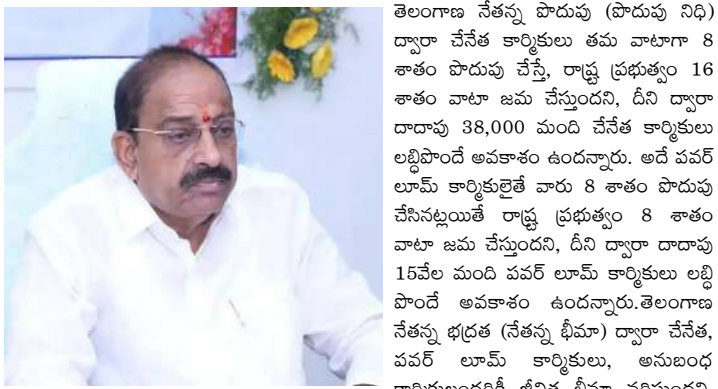 తెలంగాణ నేతన్న పొదుపు (పొదుపు నిధి)
ద్వారా చేనేత కార్మికులు తమ వాటాగా 8
శాతం పొదుపు చేస్తే, రాష్ట్ర ప్రభుత్వం 16
శాతం వాటా జమ చేస్తుందని, దీని ద్వారా
దాదాపు 38,000 మంది చేనేత కార్మికులు
లబ్ధిపొందే అవకాశం ఉందన్నారు. అదే పవర్
లూమ్ కార్మికులైతే వారు 8 శాతం పొదుపు
చేసినట్లయితే రాష్ట్ర ప్రభుత్వం 8 శాతం
వాటా జమ చేస్తుందని, దీని ద్వారా దాదాపు
15వేల మంది పవర్ లూమ్ కార్మికులు లబ్ధి
పొందే అవకాశం ఉందన్నారు.తెలంగాణ
నేతన్న భద్రత (నేతన్న భీమా) ద్వారా చేనేత,
పవర్ లూమ్ కార్మికులు, అనుబంధ